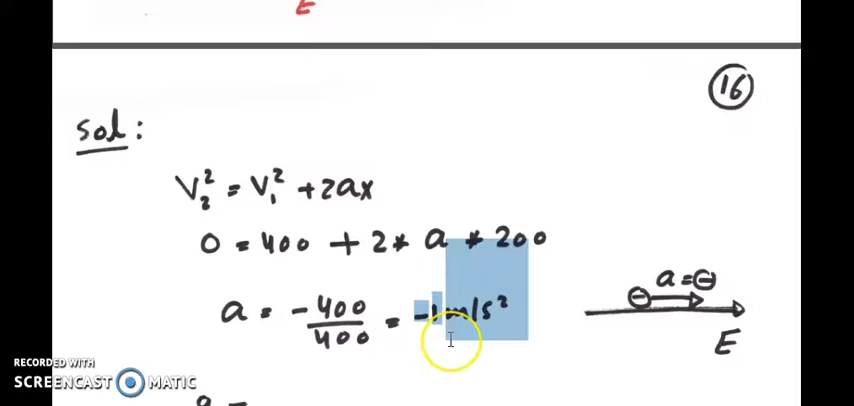 E
16
Sol:
V₂² = V₁² + 2ax
0 = 400 + 2 * a * 200
a = -400/400 = -1 m/s²
a = ⊖
⊖
E
RECORDED WITH
SCREENCAST MATIC
a =